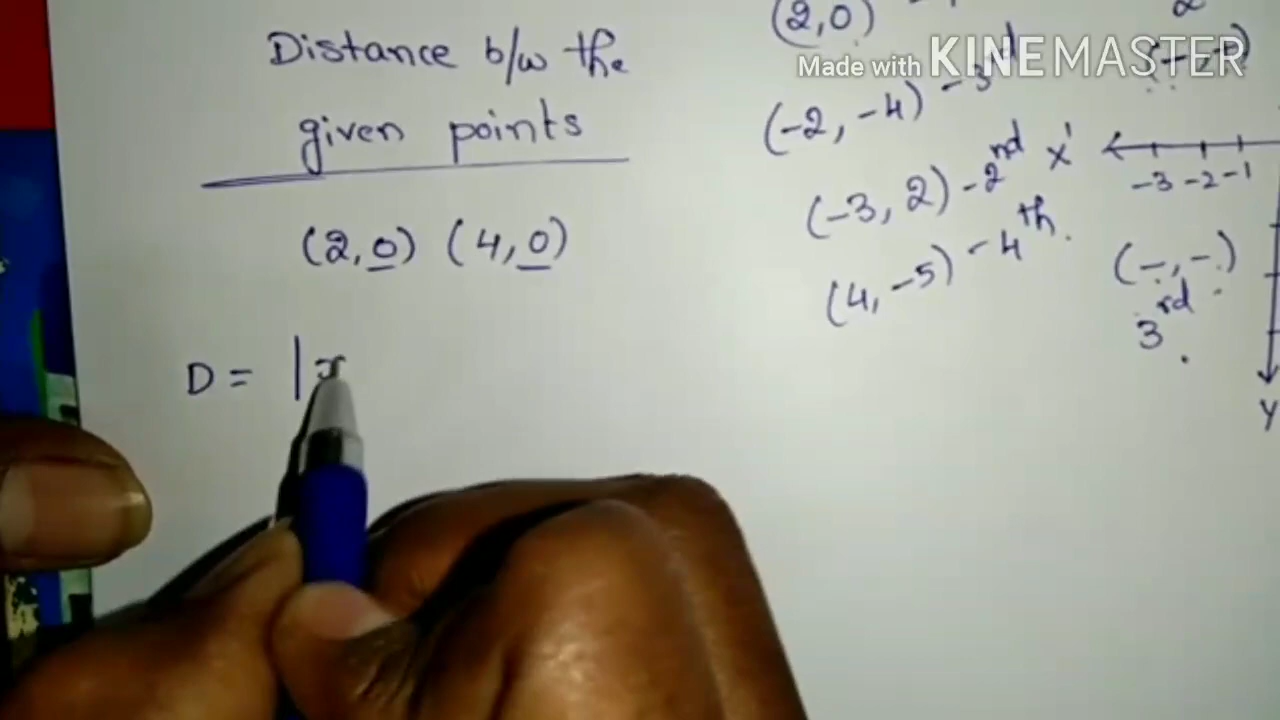 Distance b/w the
given points
(2,0) (4,0)
D = |x
(2,0)
Made with KINEMASTER
(-2, -4) - 3rd
(-3, 2) - 2nd
(4, -5) - 4th.
x'
-3 -2 -1
(-, -)
3rd
Y